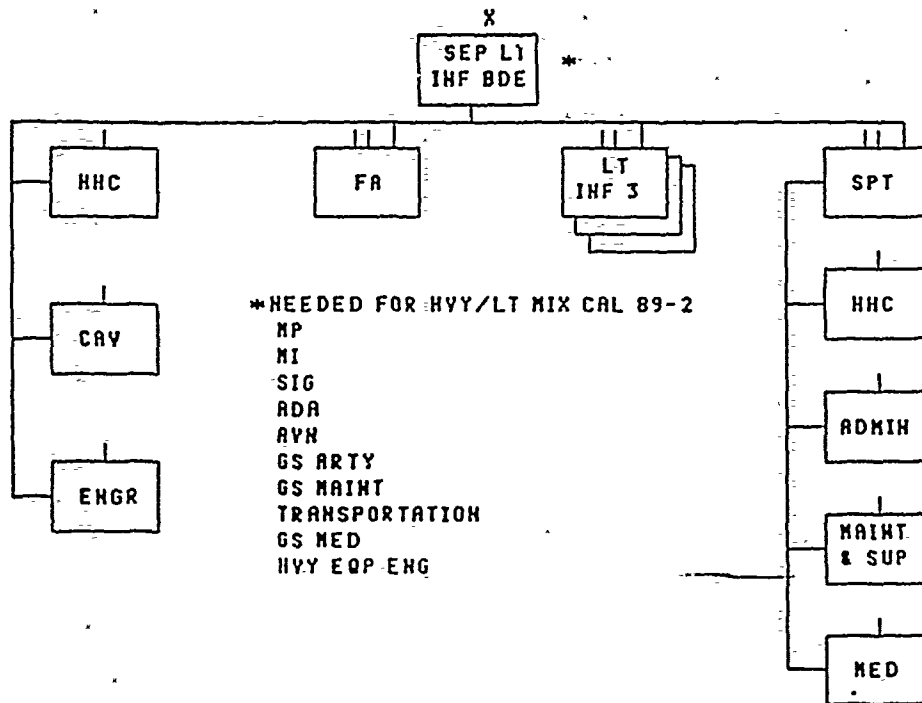 X
SEP LT
INF BDE *
HHC
FA
LT
INF 3
SPT
CAV
ENGR
*NEEDED FOR HVY/LT MIX CAL 89-2
MP
MI
SIG
ADA
AVN
GS ARTY
GS MAINT
TRANSPORTATION
GS MED
HVY EQP ENG
HHC
ADMIN
MAINT
& SUP
MED